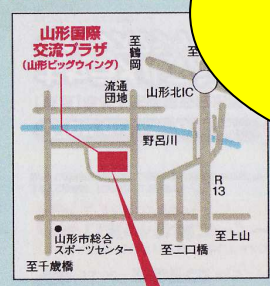 山形国際
交流プラザ
(山形ビッグウイング)
至鶴岡
至
流通
団地
山形北IC
野呂川
R
13
山形市総合
スポーツセンター
至二口橋
至上山
至千歳橋